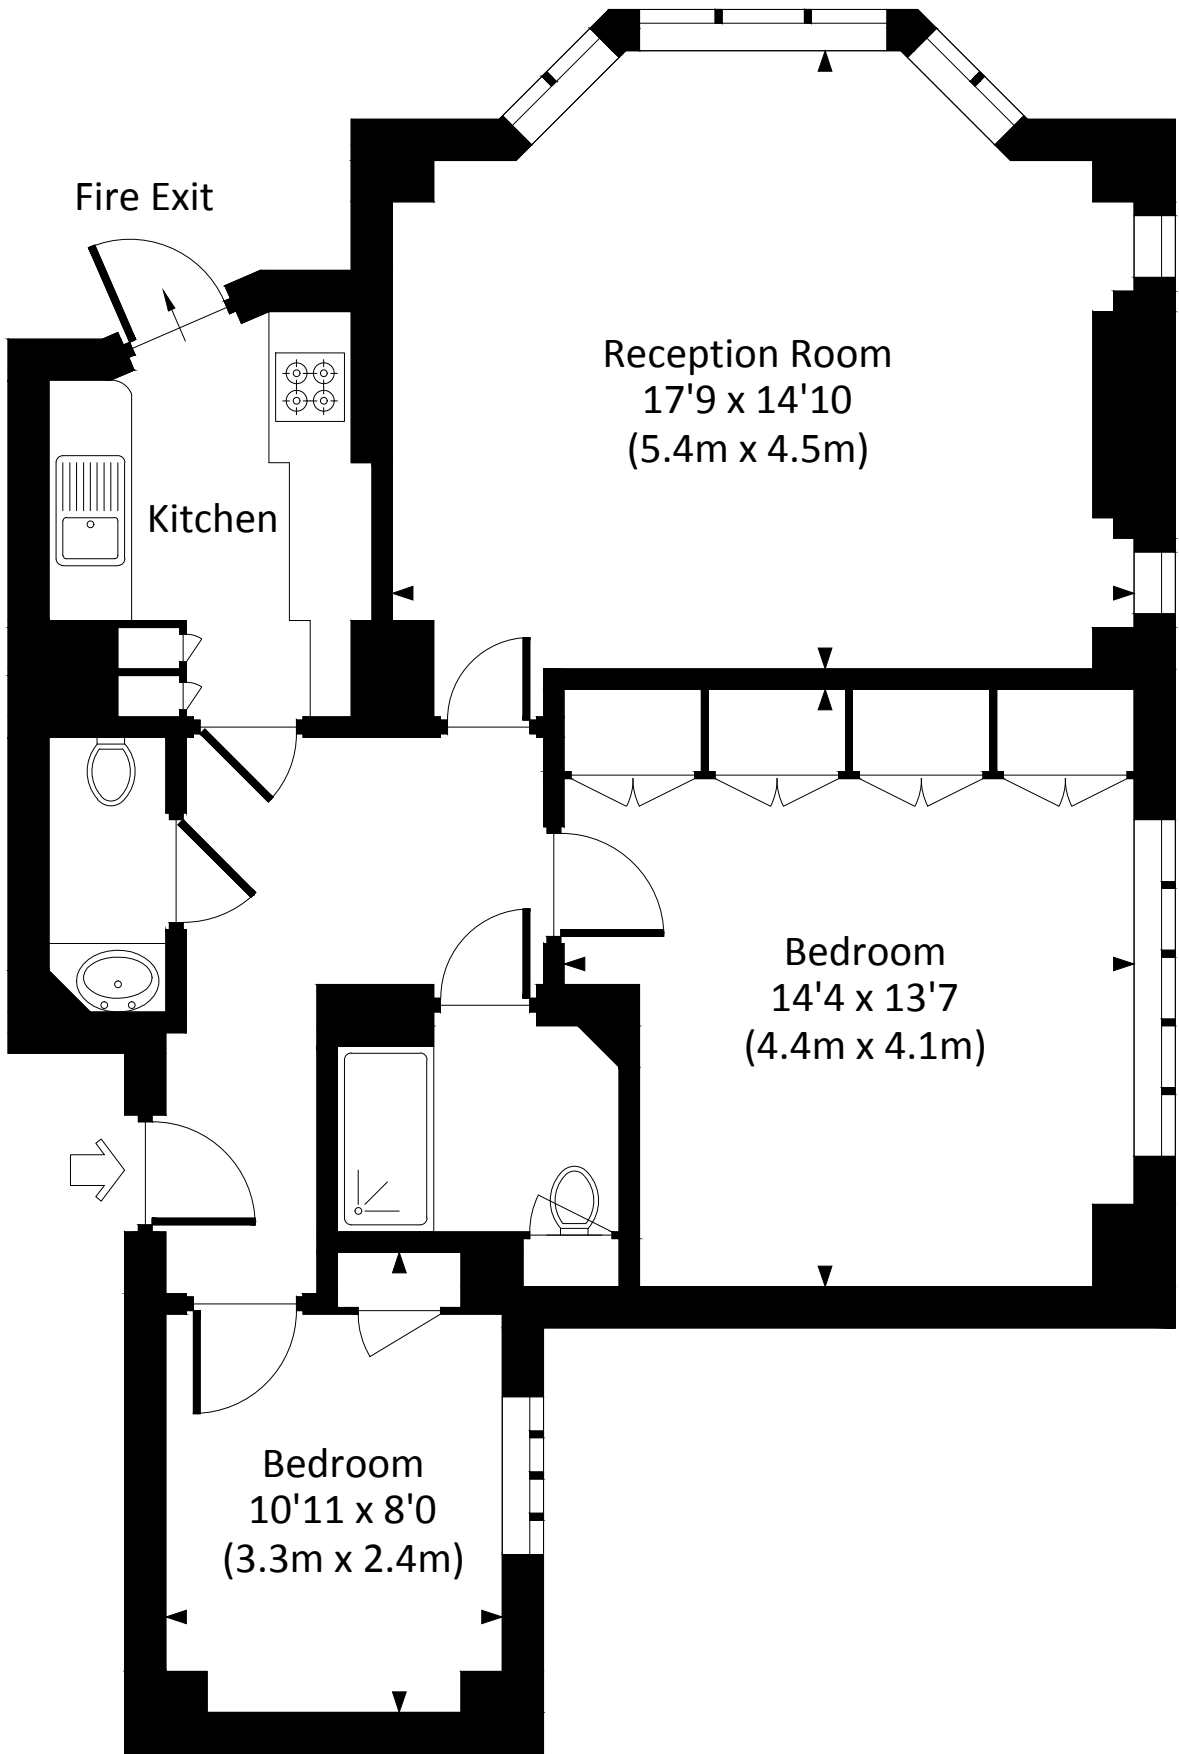 Fire Exit
Reception Room
17'9 x 14'10
(5.4m x 4.5m)
Kitchen
Bedroom
14'4 x 13'7
(4.4m x 4.1m)
Bedroom
10'11 x 8'0
(3.3m x 2.4m)